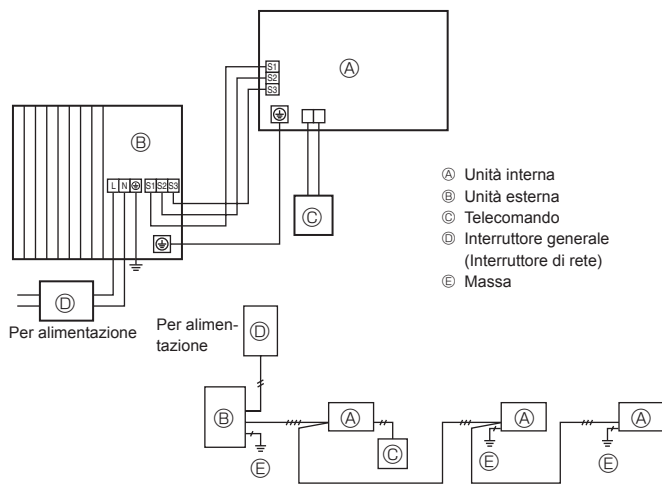 S1
S2
S3
Ⓐ
Ⓑ
L N S1 S2 S3
Ⓒ
Ⓓ
Per alimentazione
Ⓐ Unità interna
Ⓑ Unità esterna
Ⓒ Telecomando
Ⓓ Interruttore generale
(Interruttore di rete)
Ⓔ Massa
Per alimen-
tazione
Ⓓ
Ⓑ Ⓐ Ⓐ Ⓐ
Ⓒ
Ⓔ Ⓔ Ⓔ